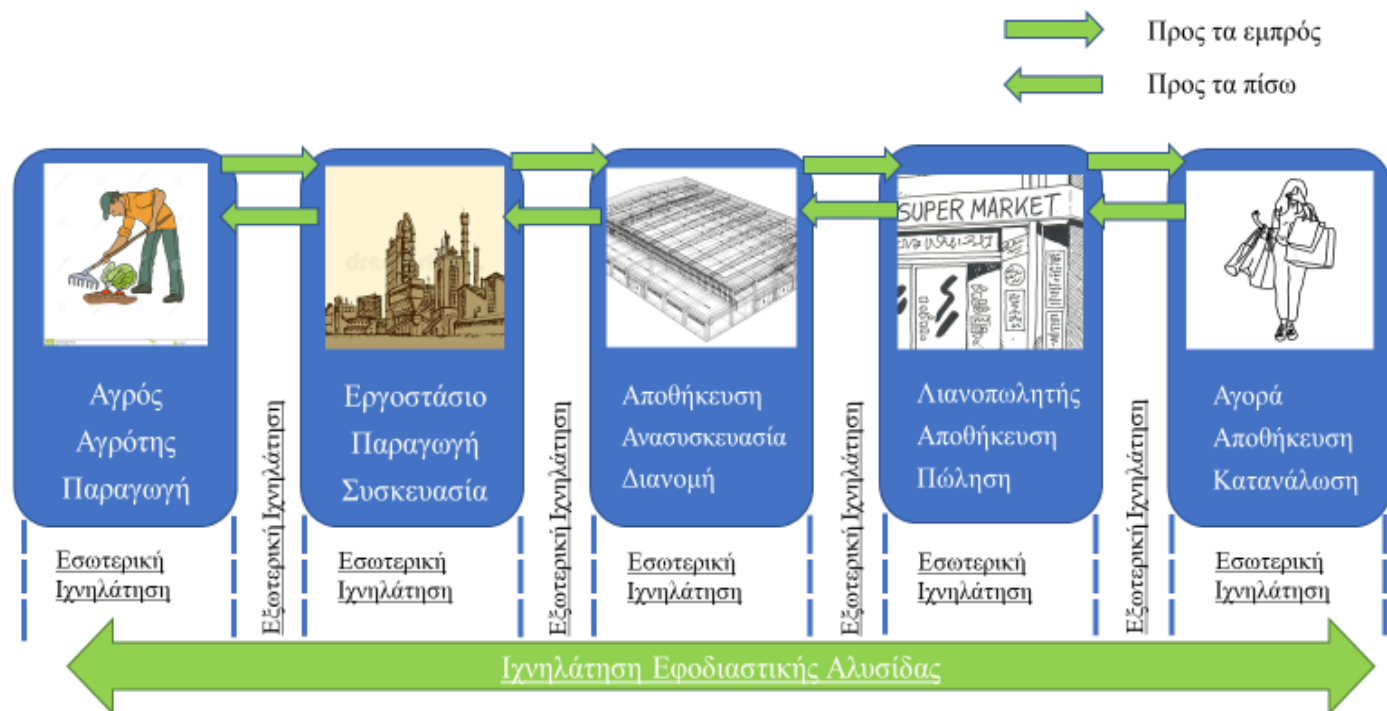 Προς τα εμπρός
Προς τα πίσω
SUPER MARKET
Αγρός
Αγρότης
Παραγωγή
Εργοστάσιο
Παραγωγή
Συσκευασία
Αποθήκευση
Ανασυσκευασία
Διανομή
Λιανοπωλητής
Αποθήκευση
Πώληση
Αγορά
Αποθήκευση
Κατανάλωση
Εξωτερική Ιχνηλάτηση
Εξωτερική Ιχνηλάτηση
Εξωτερική Ιχνηλάτηση
Εξωτερική Ιχνηλάτηση
Εσωτερική
Ιχνηλάτηση
Εσωτερική
Ιχνηλάτηση
Εσωτερική
Ιχνηλάτηση
Εσωτερική
Ιχνηλάτηση
Εσωτερική
Ιχνηλάτηση
Ιχνηλάτηση Εφοδιαστικής Αλυσίδας